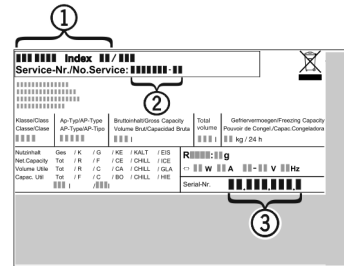 1
Index /
Service-Nr./No.Service: -
2
Klasse/Class Ap-Typ/AP-Type Bruttoinhalt/Gross Capacity Total Gefriervermoegen/Freezing Capacity
Classe/Clase AP-Type/AP-Tipo Volume Brut/Capacidad Bruta volume Pouvoir de Congel./Capac.Congeladora
l l kg / 24 h
Nutzinhalt Ges / K / G / KE / KALT / EIS
Net.Capacity Tot / R / F / CE / CHILL / ICE
Volume Utile Tot / R / C / CA / CHILL / GLA
Capac. Util Tot / F / C / BO / CHILL / HIE
l / l
R : g
W A - V Hz
Serial-Nr. . . .
3